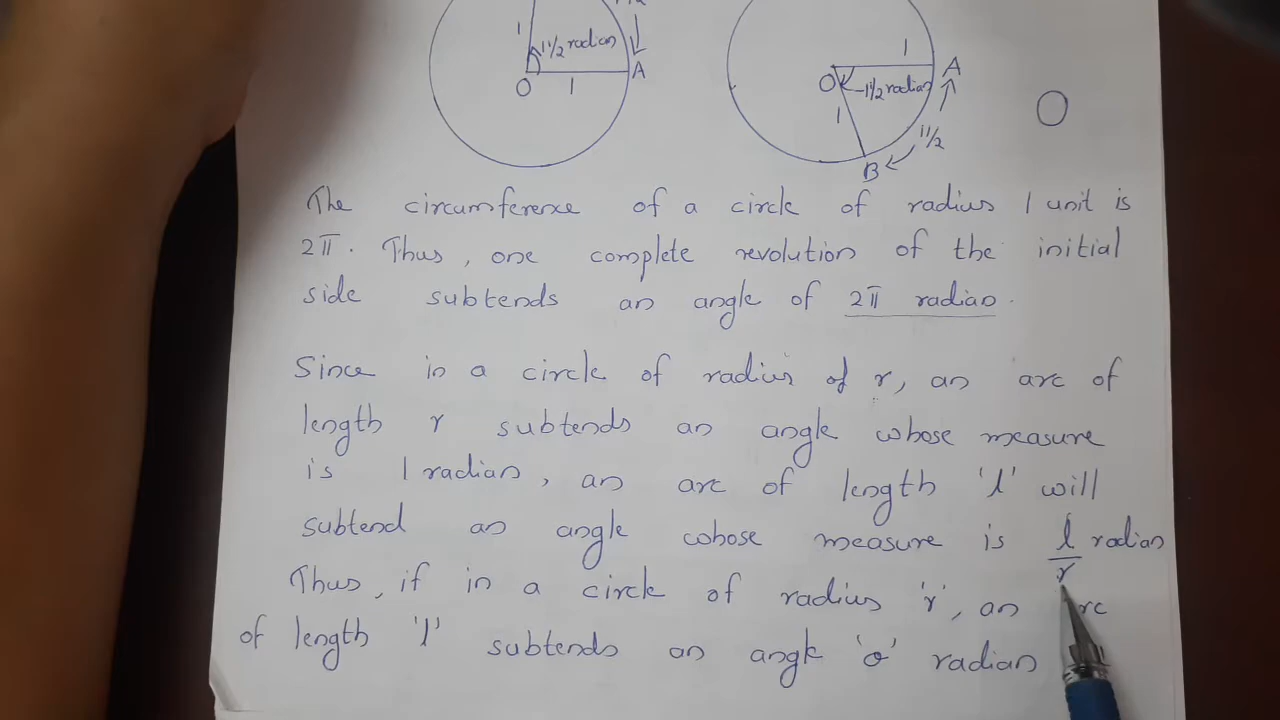 1
1½ radian
O
1
A
1
A
O
-1½ radian
1
1½
B
O
The circumference of a circle of radius 1 unit is
2π. Thus, one complete revolution of the initial
side subtends an angle of 2π radian.
Since in a circle of radius of r, an arc of
length r subtends an angle whose measure
is 1 radian, an arc of length 'l' will
subtend an angle whose measure is l/r radian
Thus, if in a circle of radius 'r', an rc
of length 'l' subtends an angle 'θ' radian